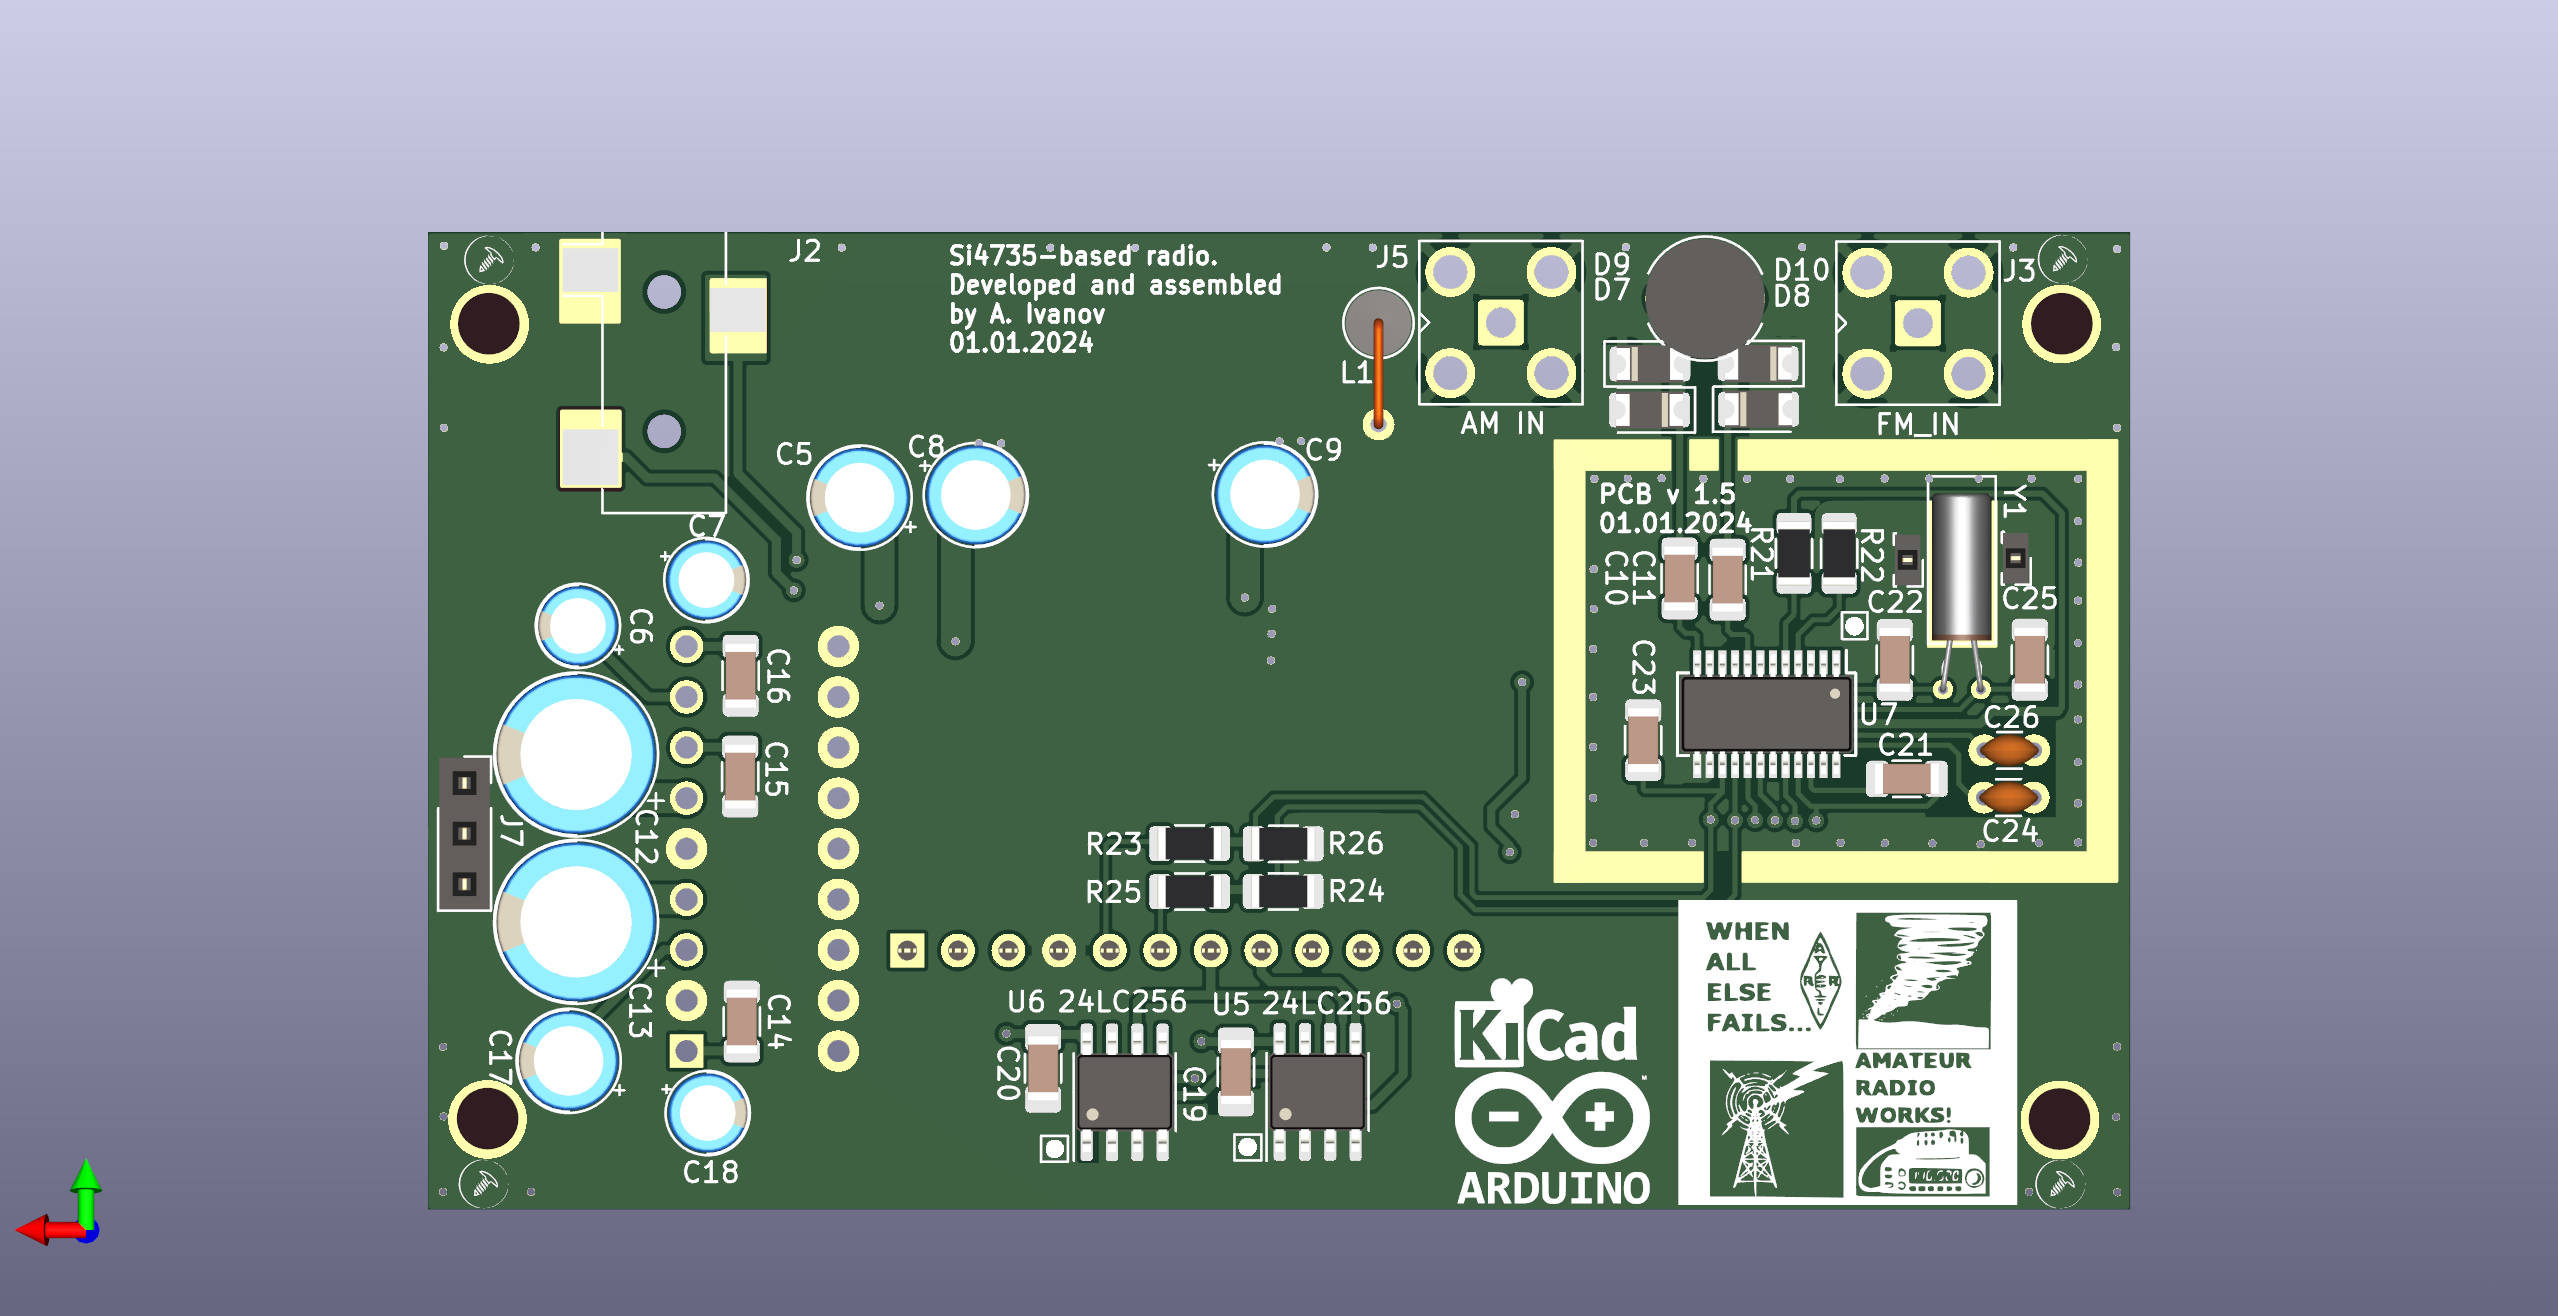 J2
Si4735-based radio.
Developed and assembled
by A. Ivanov
01.01.2024
J5
D9
D7
D10
D8
J3
L1
AM IN
FM_IN
C5
C8
C9
C7
PCB v 1.5
01.01.2024
Y1
R21
R22
C10
C11
C22
C25
C6
C16
C23
U7
C26
C21
C15
J7
C12
C24
R23
R26
R25
R24
C13
C14
C17
U6 24LC256
U5 24LC256
C20
C19
C18
KiCad
ARDUINO
WHEN
ALL
ELSE
FAILS...
A
R R
L
AMATEUR
RADIO
WORKS!